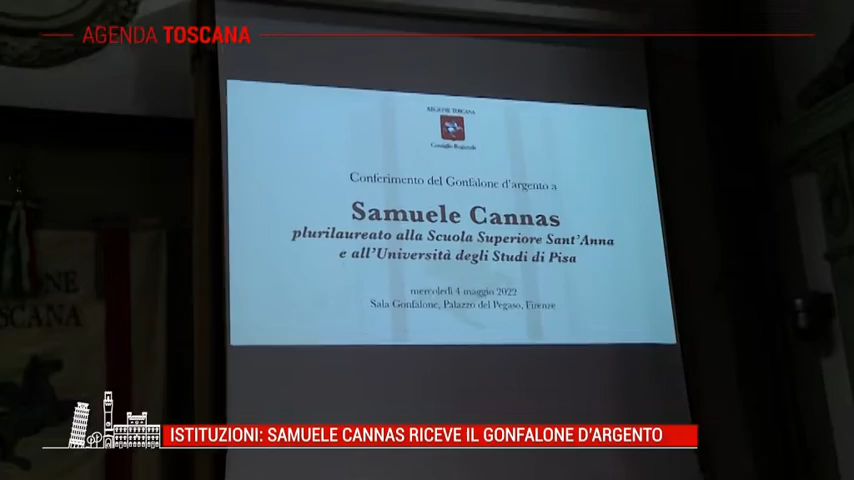 AGENDA TOSCANA
REGIONE TOSCANA
Consiglio Regionale
Conferimento del Gonfalone d'argento a
Samuele Cannas
plurilaureato alla Scuola Superiore Sant'Anna
e all'Università degli Studi di Pisa
mercoledì 4 maggio 2022
Sala Gonfalone, Palazzo del Pegaso, Firenze
ISTITUZIONI: SAMUELE CANNAS RICEVE IL GONFALONE D'ARGENTO